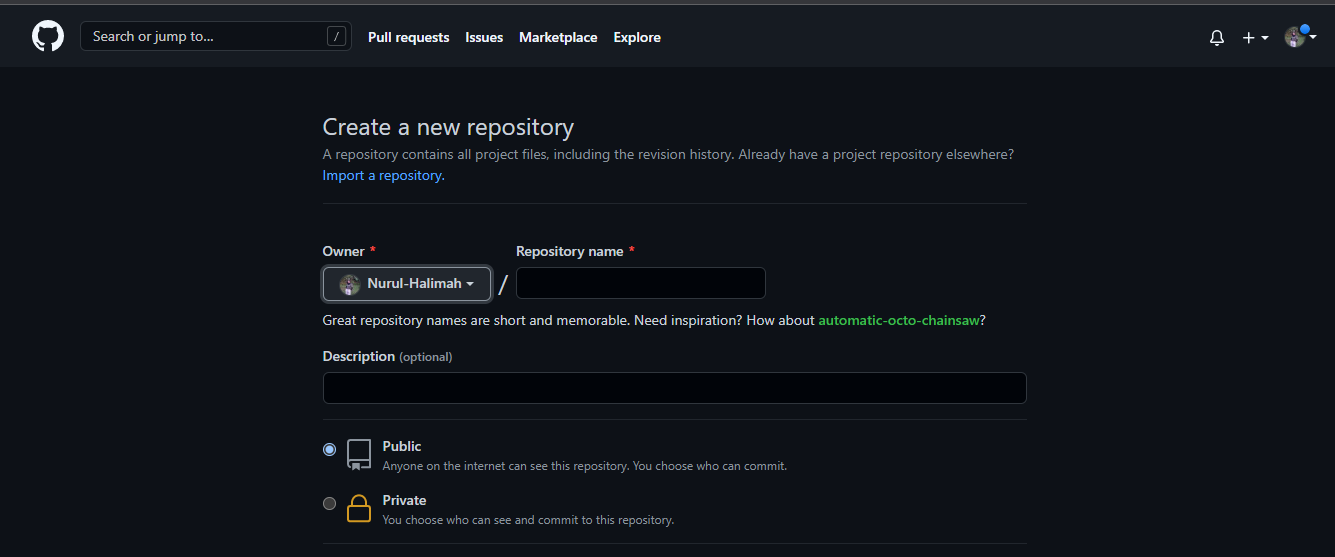 Search or jump to...
/
Pull requests
Issues
Marketplace
Explore
Create a new repository
A repository contains all project files, including the revision history. Already have a project repository elsewhere?
Import a repository.
Owner *
Repository name *
Nurul-Halimah
/
Great repository names are short and memorable. Need inspiration? How about automatic-octo-chainsaw?
Description (optional)
Public
Anyone on the internet can see this repository. You choose who can commit.
Private
You choose who can see and commit to this repository.